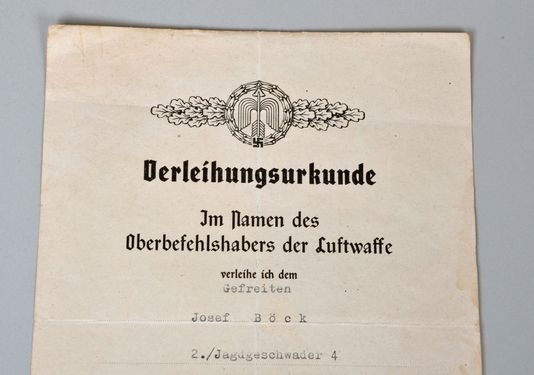 Verleihungsurkunde
Im Namen des
Oberbefehlshabers der Luftwaffe
verleihe ich dem
Gefreiten
Josef Böck
2./Jagdgeschwader 4